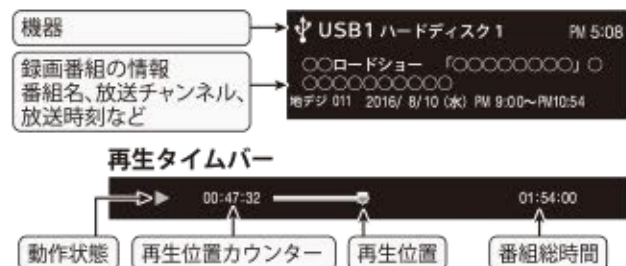 機器
USB1 ハードディスク1 PM 5:08
録画番組の情報
番組名、放送チャンネル、
放送時刻など
○○ロードショー 「○○○○○○○○」○
○○○○○○○○○○
地デジ 011 2016/ 8/10 (水) PM 9:00~PM10:54
再生タイムバー
00:47:32 01:54:00
動作状態 再生位置カウンター 再生位置 番組総時間